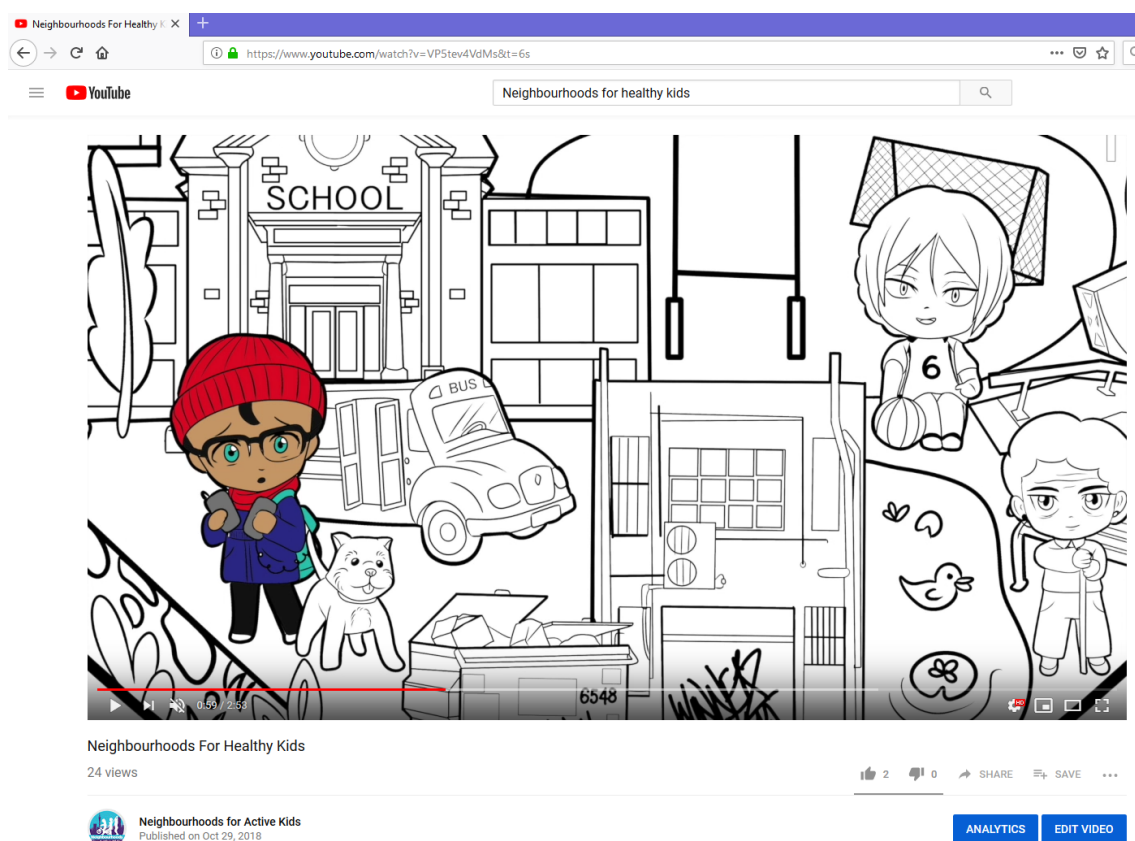 Neighbourhoods For Healthy K
https://www.youtube.com/watch?v=VP5tev4VdMs&t=6s
YouTube
Neighbourhoods for healthy kids
SCHOOL
BUS
6
6548
0:59 / 2:53
HD
Neighbourhoods For Healthy Kids
24 views
2
0
SHARE
SAVE
Neighbourhoods for Active Kids
Published on Oct 29, 2018
ANALYTICS
EDIT VIDEO